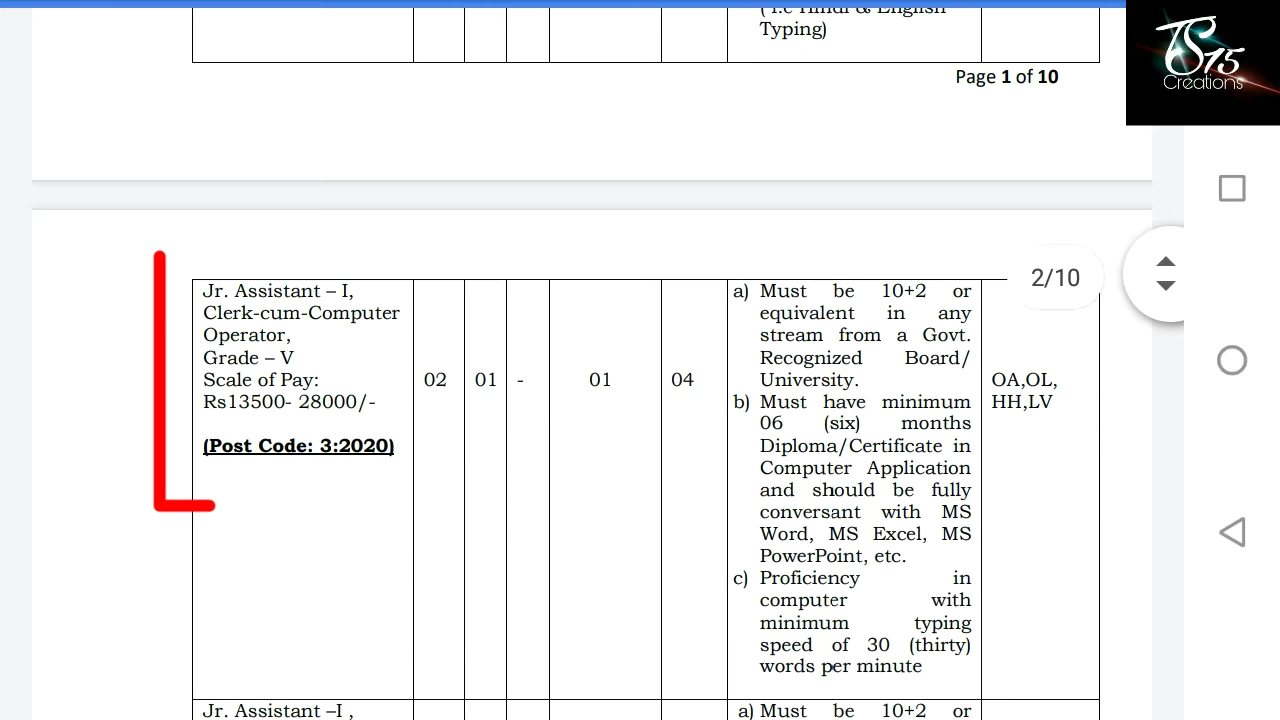 (i.e Hindi & English
Typing)
Page 1 of 10
TS15
Creations
2/10
Jr. Assistant – I,
Clerk-cum-Computer
Operator,
Grade – V
Scale of Pay:
Rs13500- 28000/-
(Post Code: 3:2020)
02
01
-
01
04
a) Must be 10+2 or
equivalent in any
stream from a Govt.
Recognized Board/
University.
b) Must have minimum
06 (six) months
Diploma/Certificate in
Computer Application
and should be fully
conversant with MS
Word, MS Excel, MS
PowerPoint, etc.
c) Proficiency in
computer with
minimum typing
speed of 30 (thirty)
words per minute
OA,OL,
HH,LV
Jr. Assistant –I ,
a) Must be 10+2 or